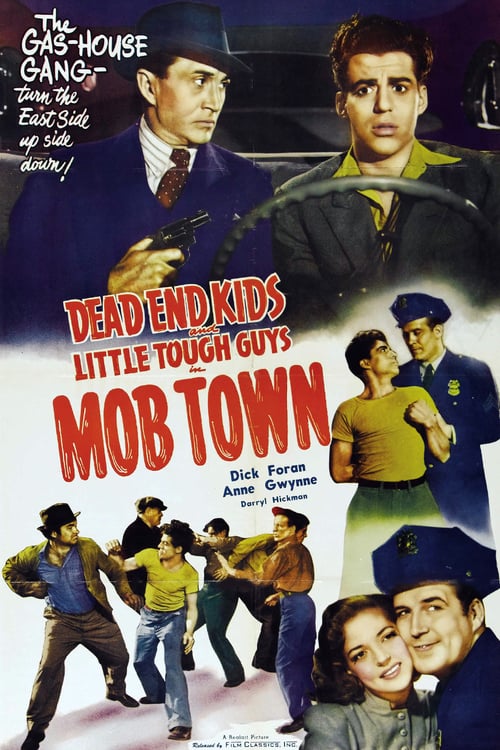 The
GAS-HOUSE
GANG-
turn the
East Side
up side
down!
DEAD END KIDS
and
LITTLE TOUGH GUYS
in
MOB TOWN
Dick Foran
Anne Gwynne
Darryl Hickman
A Realart Picture
Released by FILM CLASSICS, INC.